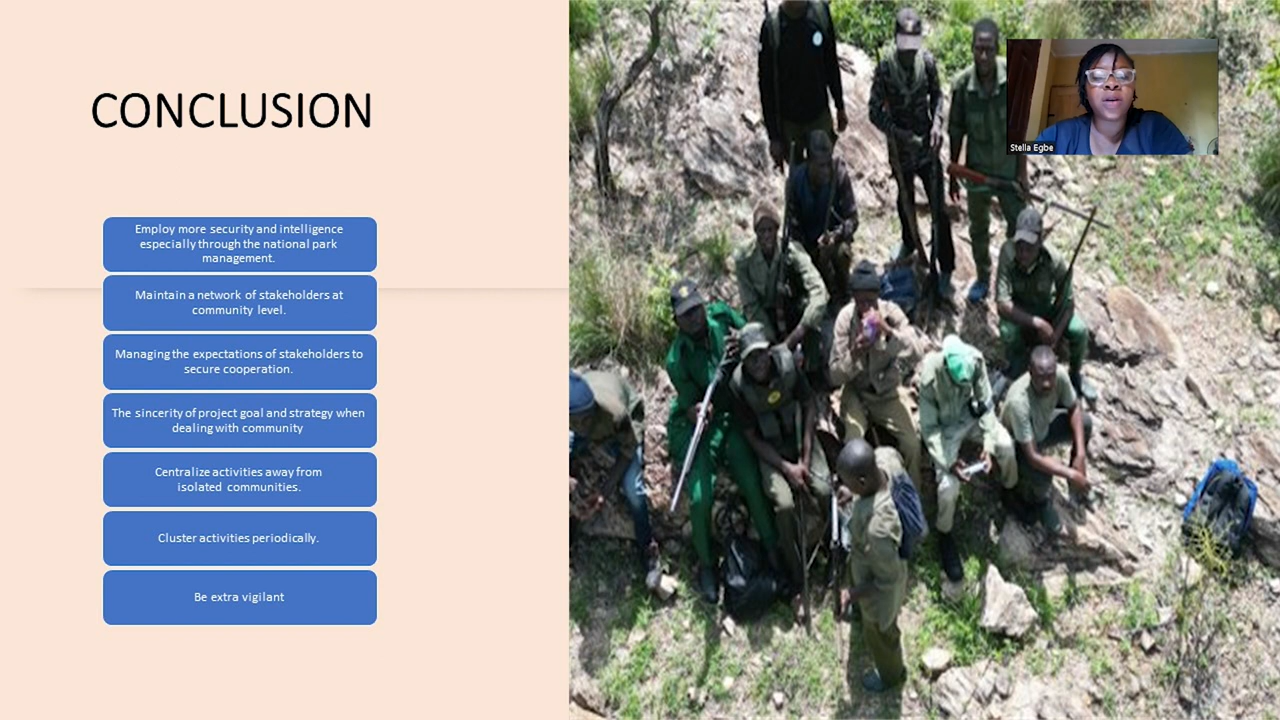 CONCLUSION
Employ more security and intelligence
especially through the national park
management.
Maintain a network of stakeholders at
community level.
Managing the expectations of stakeholders to
secure cooperation.
The sincerity of project goal and strategy when
dealing with community
Centralize activities away from
isolated communities.
Cluster activities periodically.
Be extra vigilant
Stella Egbe